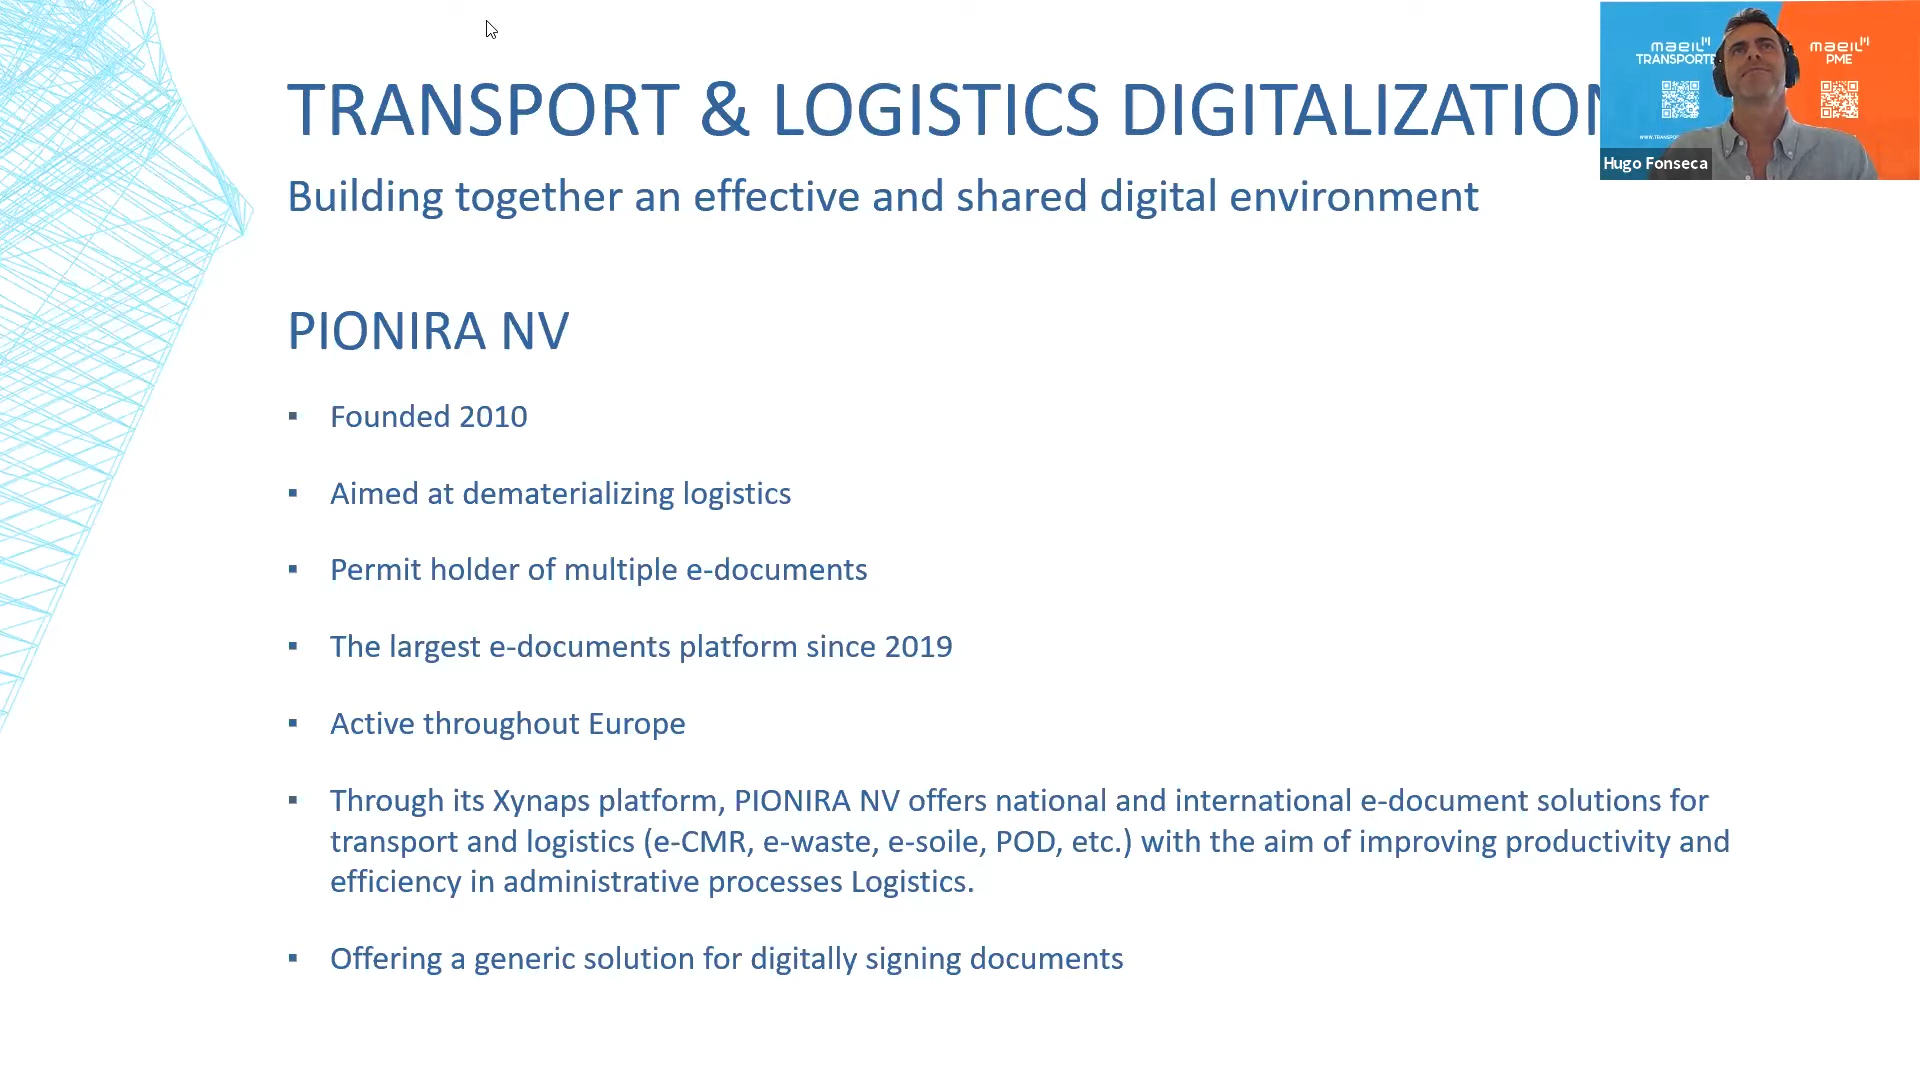 TRANSPORT & LOGISTICS DIGITALIZATION
Building together an effective and shared digital environment
maeil
TRANSPORTE
maeil
PME
Hugo Fonseca
PIONIRA NV
▪ Founded 2010
▪ Aimed at dematerializing logistics
▪ Permit holder of multiple e-documents
▪ The largest e-documents platform since 2019
▪ Active throughout Europe
▪ Through its Xynaps platform, PIONIRA NV offers national and international e-document solutions for
transport and logistics (e-CMR, e-waste, e-soile, POD, etc.) with the aim of improving productivity and
efficiency in administrative processes Logistics.
▪ Offering a generic solution for digitally signing documents